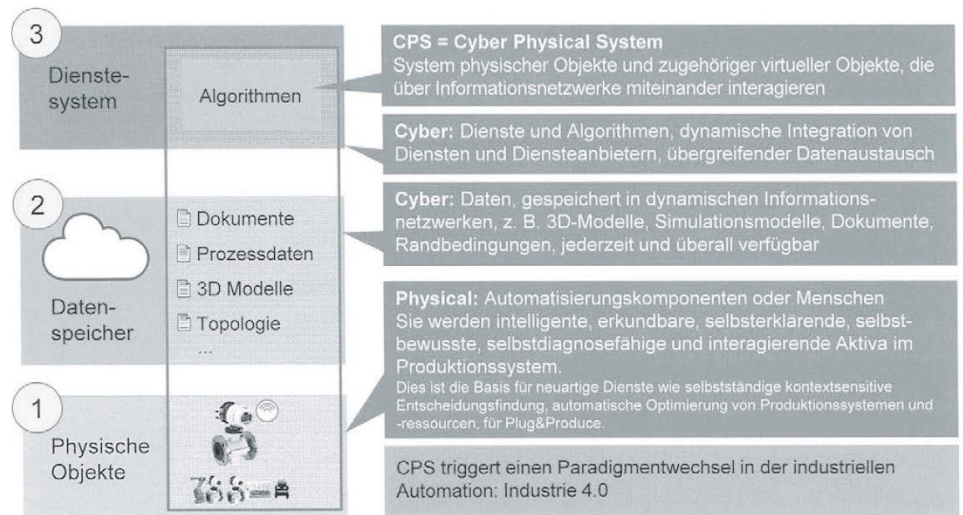 3
Dienste-
system
Algorithmen
CPS = Cyber Physical System
System physischer Objekte und zugehöriger virtueller Objekte, die
über Informationsnetzwerke miteinander interagieren
Cyber: Dienste und Algorithmen, dynamische Integration von
Diensten und Diensteanbietern, übergreifender Datenaustausch
2
Daten-
speicher
Dokumente
Prozessdaten
3D Modelle
Topologie
...
Cyber: Daten, gespeichert in dynamischen Informations-
netzwerken, z. B. 3D-Modelle, Simulationsmodelle, Dokumente,
Randbedingungen, jederzeit und überall verfügbar
1
Physische
Objekte
Physical: Automatisierungskomponenten oder Menschen
Sie werden intelligente, erkundbare, selbsterklärende, selbst-
bewusste, selbstdiagnosefähige und interagierende Aktiva im
Produktionssystem.
Dies ist die Basis für neuartige Dienste wie selbstständige kontextsensitive
Entscheidungsfindung, automatische Optimierung von Produktionssystemen und
-ressourcen, für Plug&Produce.
CPS triggert einen Paradigmentwechsel in der industriellen
Automation: Industrie 4.0